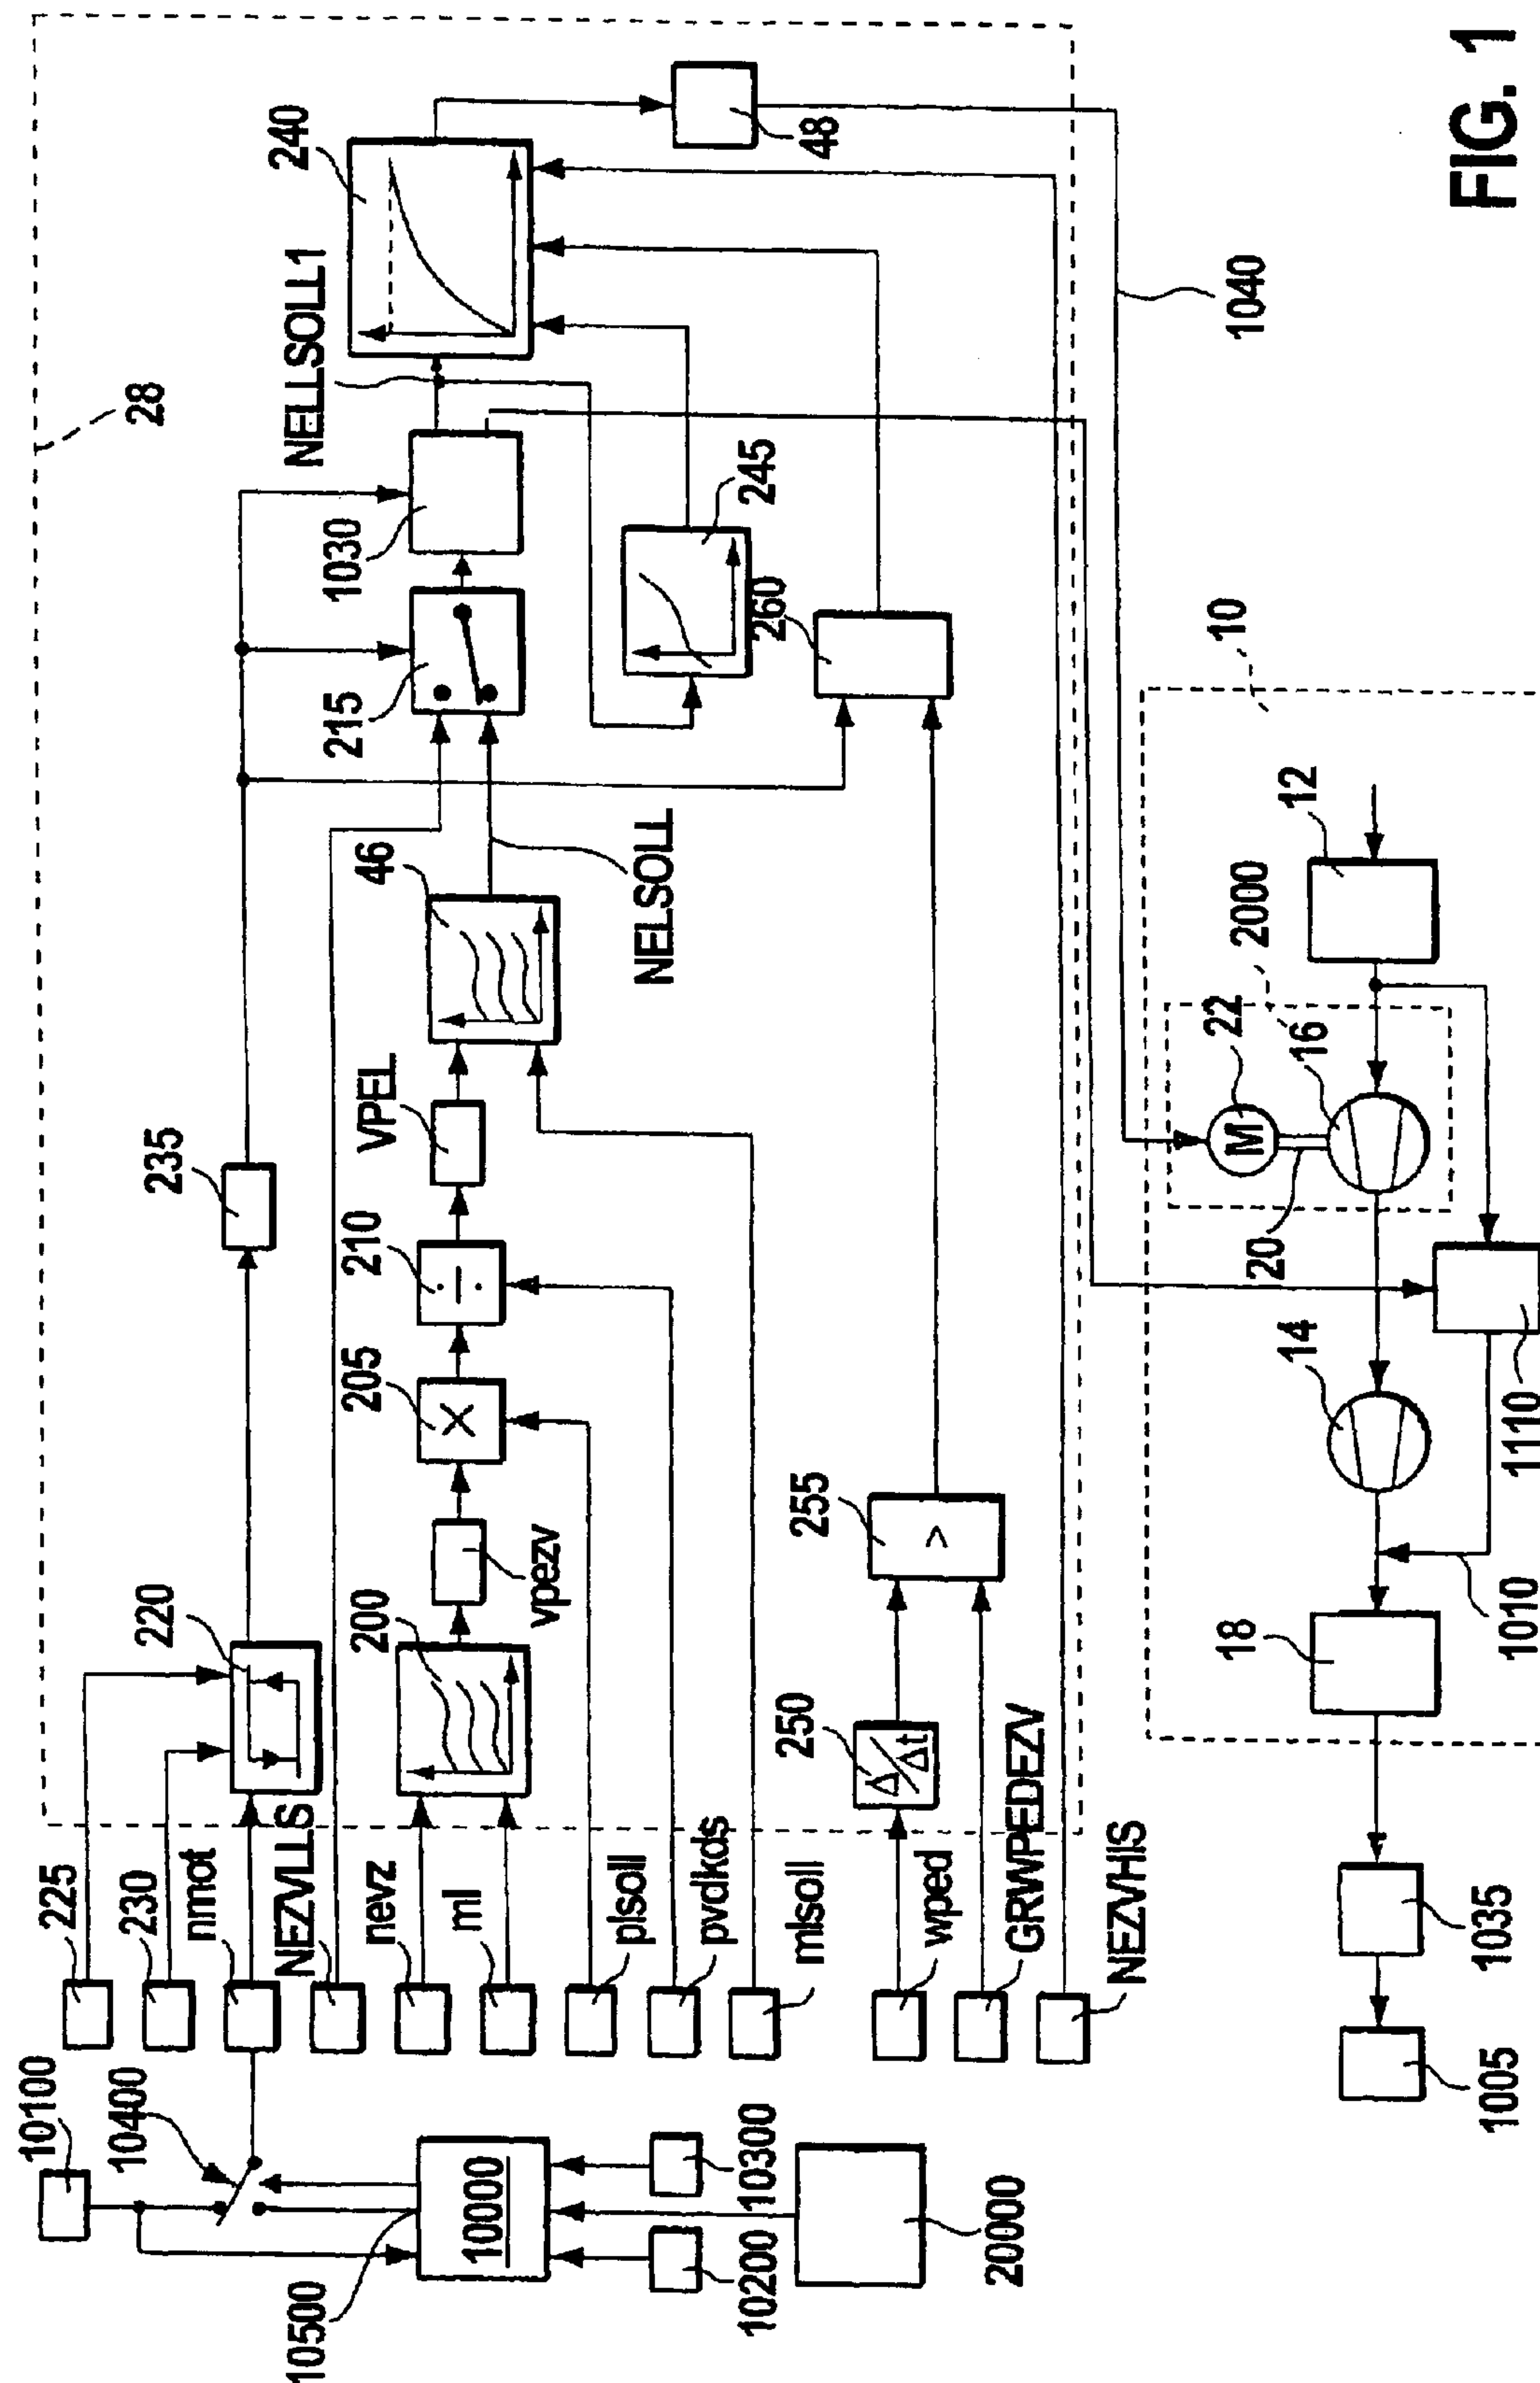 10100
10400
10500
10000
10200
10300
20000
225
230
nmot
NEZVLLS
nevz
ml
plsoll
pvdkds
mlsoll
wped
GRWPEDEZV
NEZVHIS
220
200
vpezv
205
210
VPEL
235
46
NELSOLL
215
1030
NELLSOLL1
240
28
245
260
250
Δ
Δt
255
>
48
1040
10
12
2000
22
M
16
20
14
1110
18
1010
1035
1005
FIG. 1